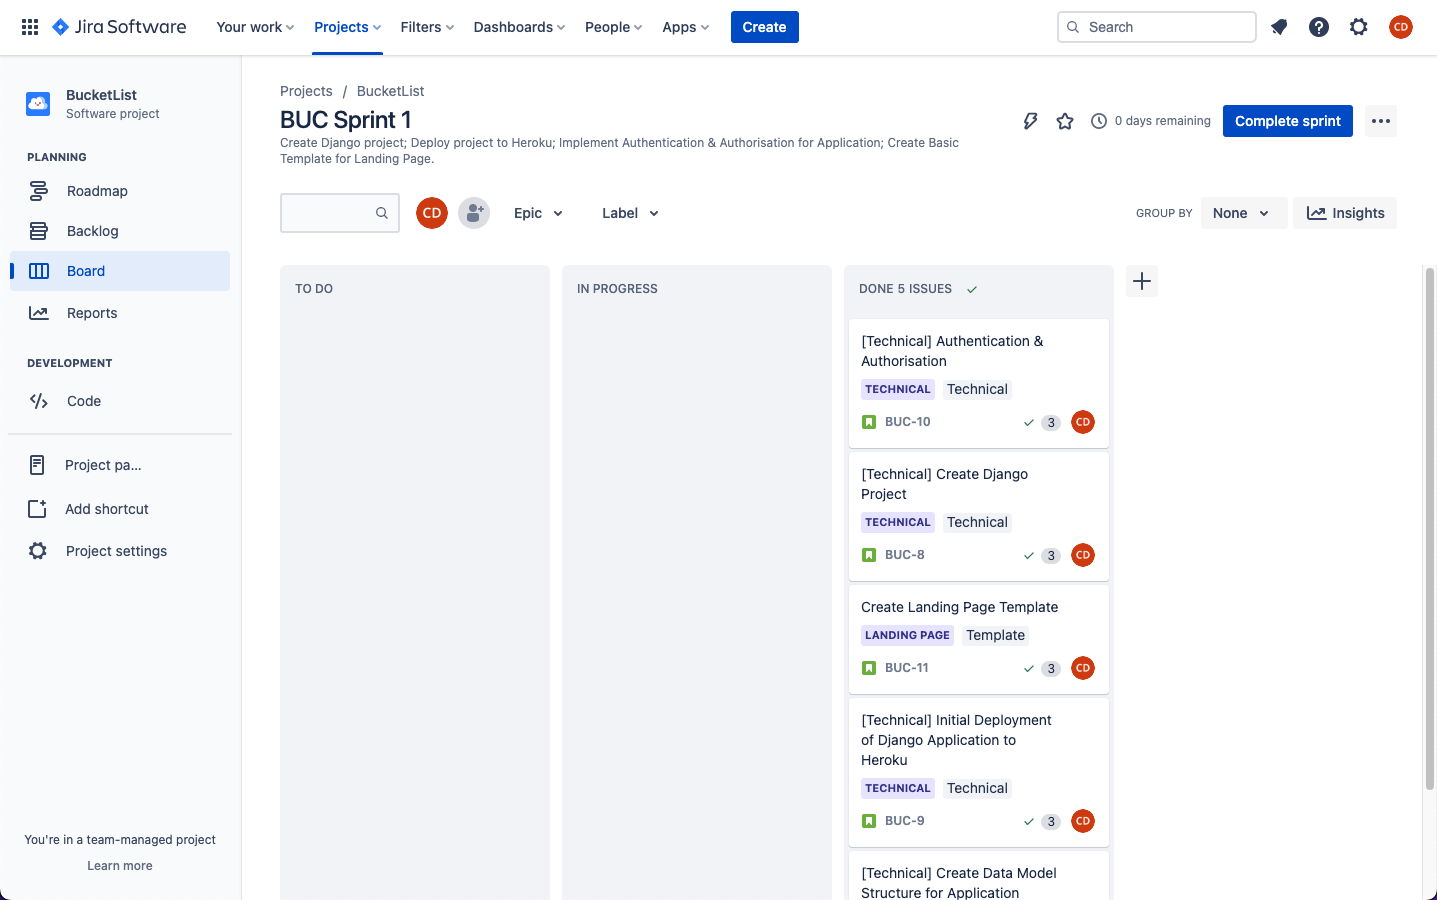 Jira Software
Your work
Projects
Filters
Dashboards
People
Apps
Create
Search
CD
BucketList
Software project
PLANNING
Roadmap
Backlog
Board
Reports
DEVELOPMENT
Code
Project pa...
Add shortcut
Project settings
You're in a team-managed project
Learn more
Projects / BucketList
BUC Sprint 1
Create Django project; Deploy project to Heroku; Implement Authentication & Authorisation for Application; Create Basic
Template for Landing Page.
0 days remaining
Complete sprint
CD
Epic
Label
GROUP BY
None
Insights
TO DO
IN PROGRESS
DONE 5 ISSUES
[Technical] Authentication &
Authorisation
TECHNICAL Technical
BUC-10 3 CD
[Technical] Create Django
Project
TECHNICAL Technical
BUC-8 3 CD
Create Landing Page Template
LANDING PAGE Template
BUC-11 3 CD
[Technical] Initial Deployment
of Django Application to
Heroku
TECHNICAL Technical
BUC-9 3 CD
[Technical] Create Data Model
Structure for Application